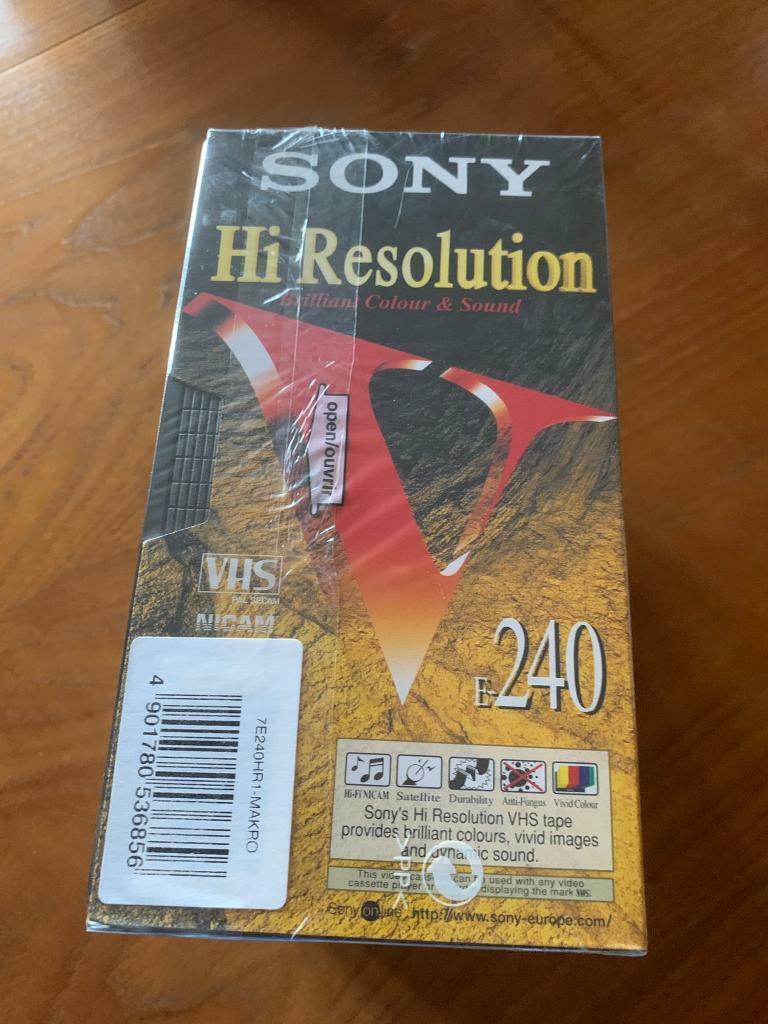 SONY
Hi Resolution
Brilliant Colour & Sound
open/ouvrir
VHS
PAL SECAM
NICAM
E-240
7E240HR1-MAKRO
4 901780 536856
Hi-Fi NICAM Satellite Durability Anti-Fungus Vivid Colour
Sony's Hi Resolution VHS tape
provides brilliant colours, vivid images
and dynamic sound.
This video cassette can be used with any video
cassette player or displaying the mark VHS.
Sony online http://www.sony-europe.com/